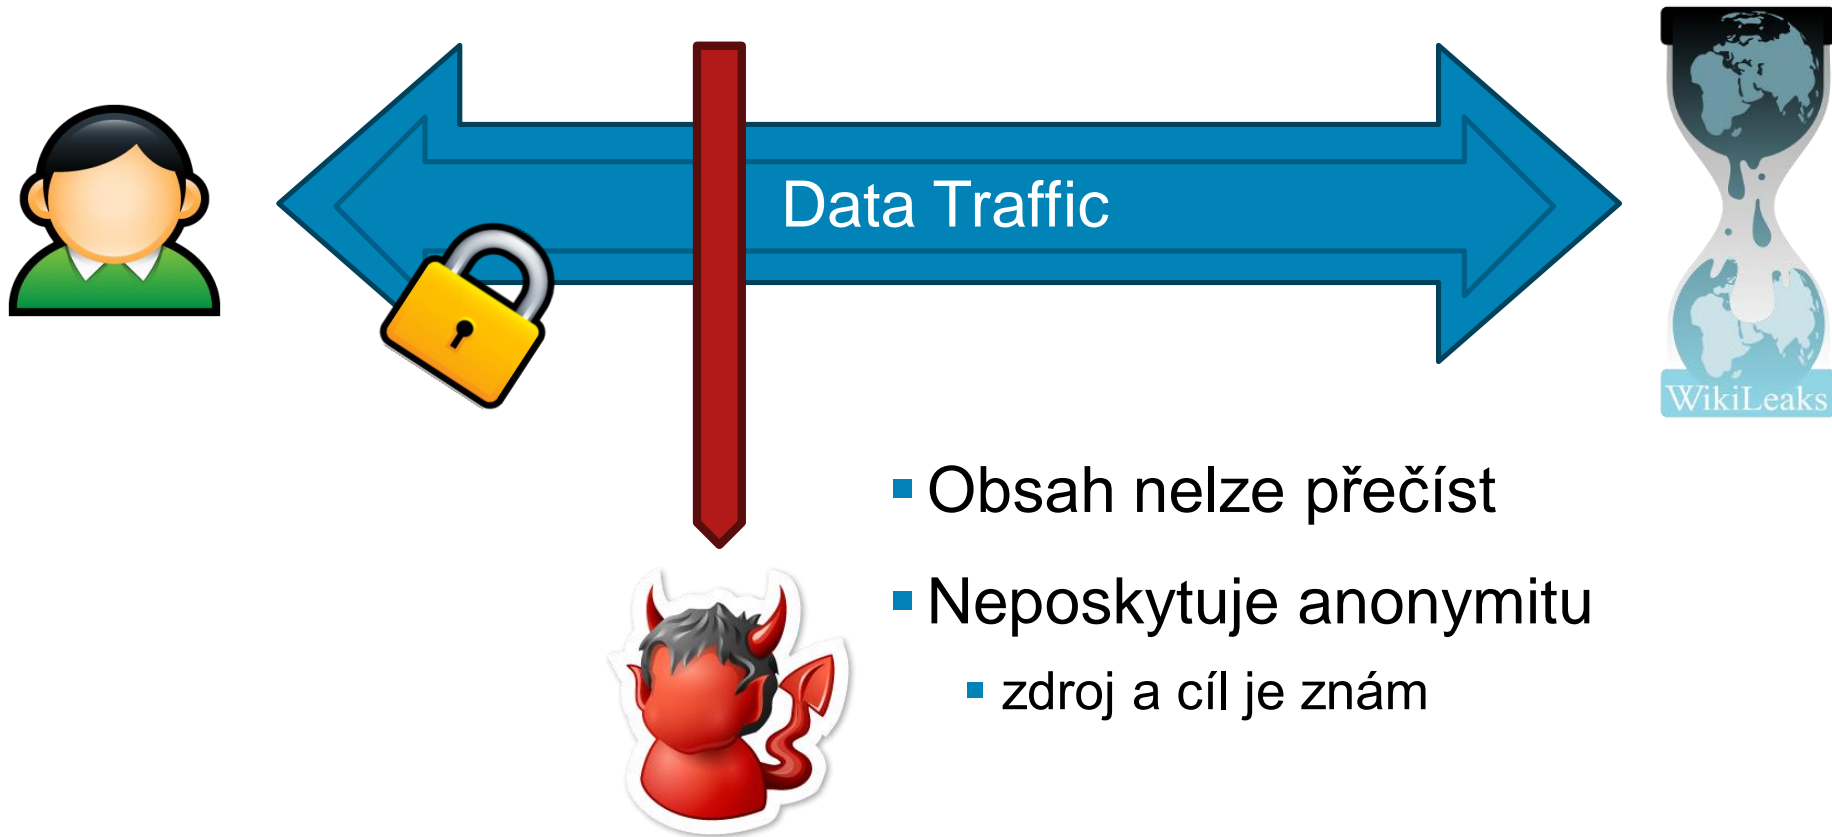 Data Traffic
WikiLeaks
Obsah nelze přečíst
Neposkytuje anonymitu
zdroj a cíl je znám